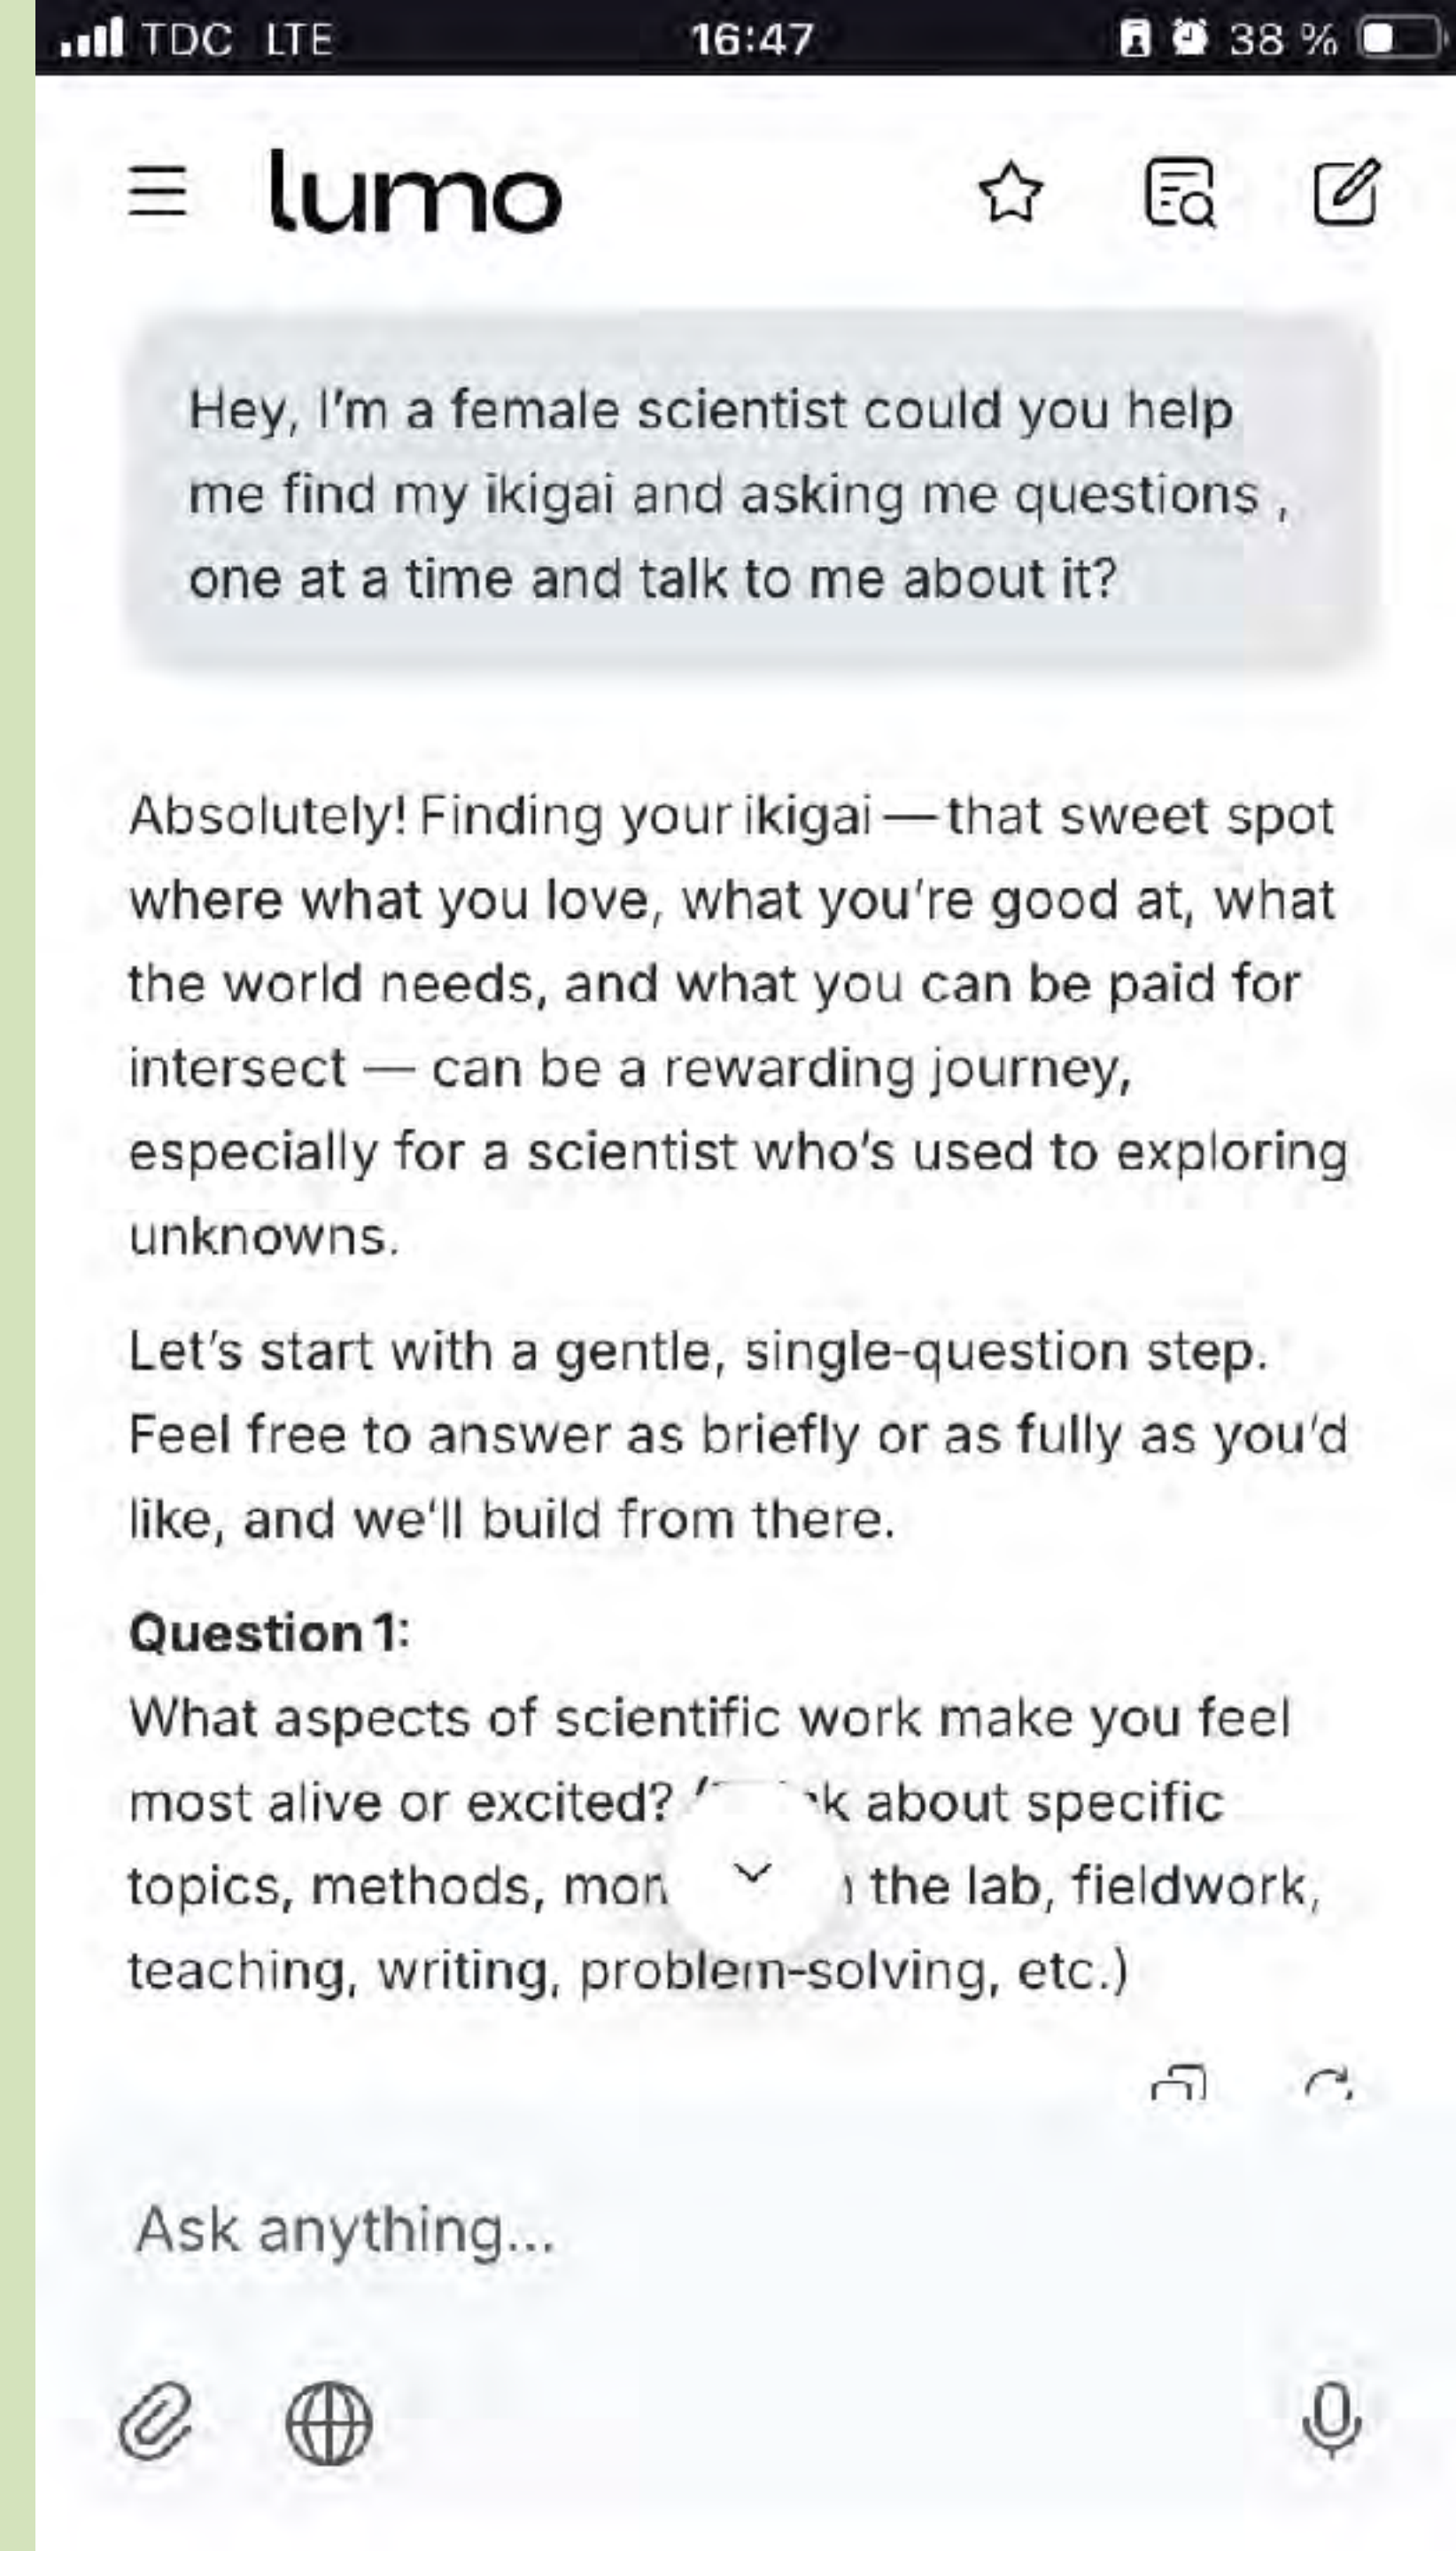 TDC LTE 16:47 38 %
lumo
Hey, I'm a female scientist could you help
me find my ikigai and asking me questions ,
one at a time and talk to me about it?
Absolutely! Finding your ikigai — that sweet spot
where what you love, what you're good at, what
the world needs, and what you can be paid for
intersect — can be a rewarding journey,
especially for a scientist who's used to exploring
unknowns.
Let's start with a gentle, single-question step.
Feel free to answer as briefly or as fully as you'd
like, and we'll build from there.
Question 1:
What aspects of scientific work make you feel
most alive or excited? about specific
topics, methods, the lab, fieldwork,
teaching, writing, problem-solving, etc.)
Ask anything...